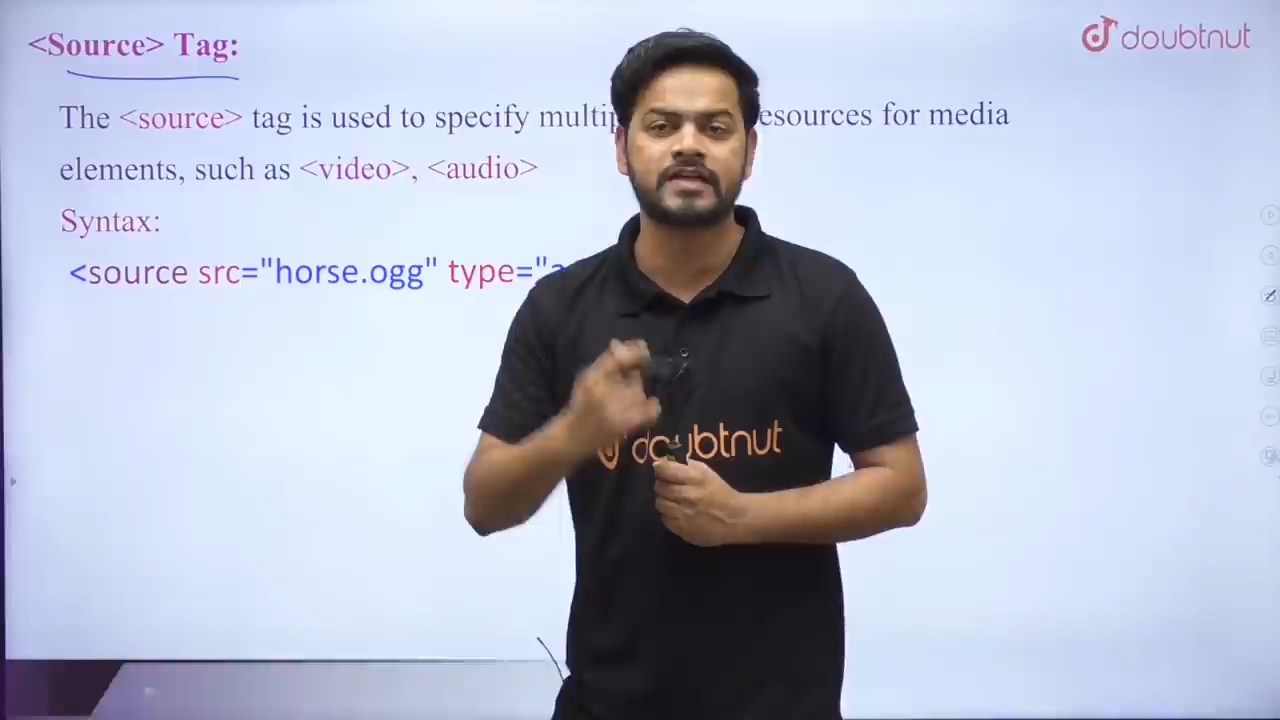 <Source> Tag:
doubtnut
The <source> tag is used to specify esources for media
elements, such as <video>, <audio>
Syntax:
<source src="horse.ogg" type="a
doubtnut